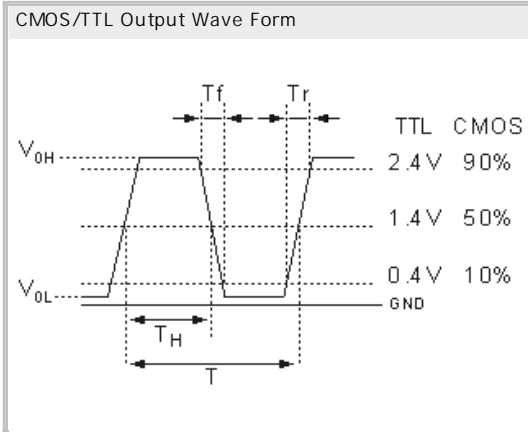 CMOS/TTL Output Wave Form
Tf Tr
TTL CMOS
V0H 2.4V 90%
1.4V 50%
0.4V 10%
V0L GND
TH
T